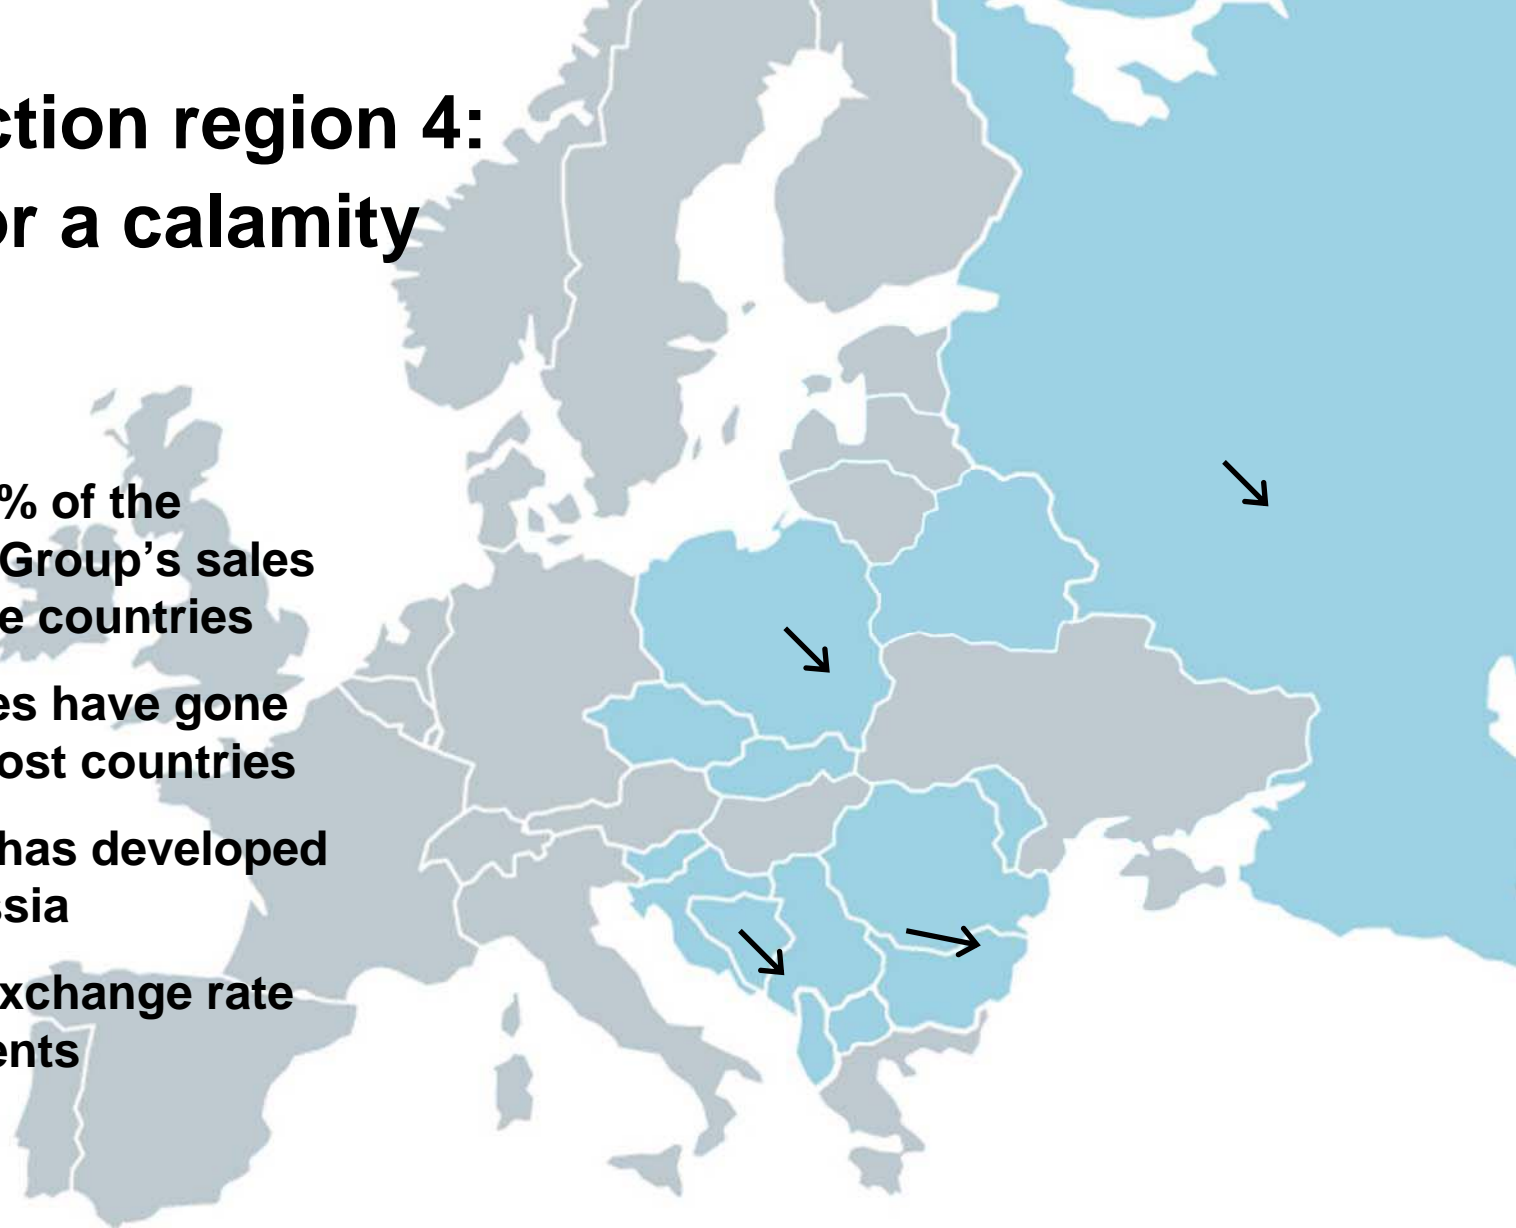 ction region 4:
or a calamity
% of the
Group’s sales
e countries
es have gone
ost countries
has developed
ssia
xchange rate
ents